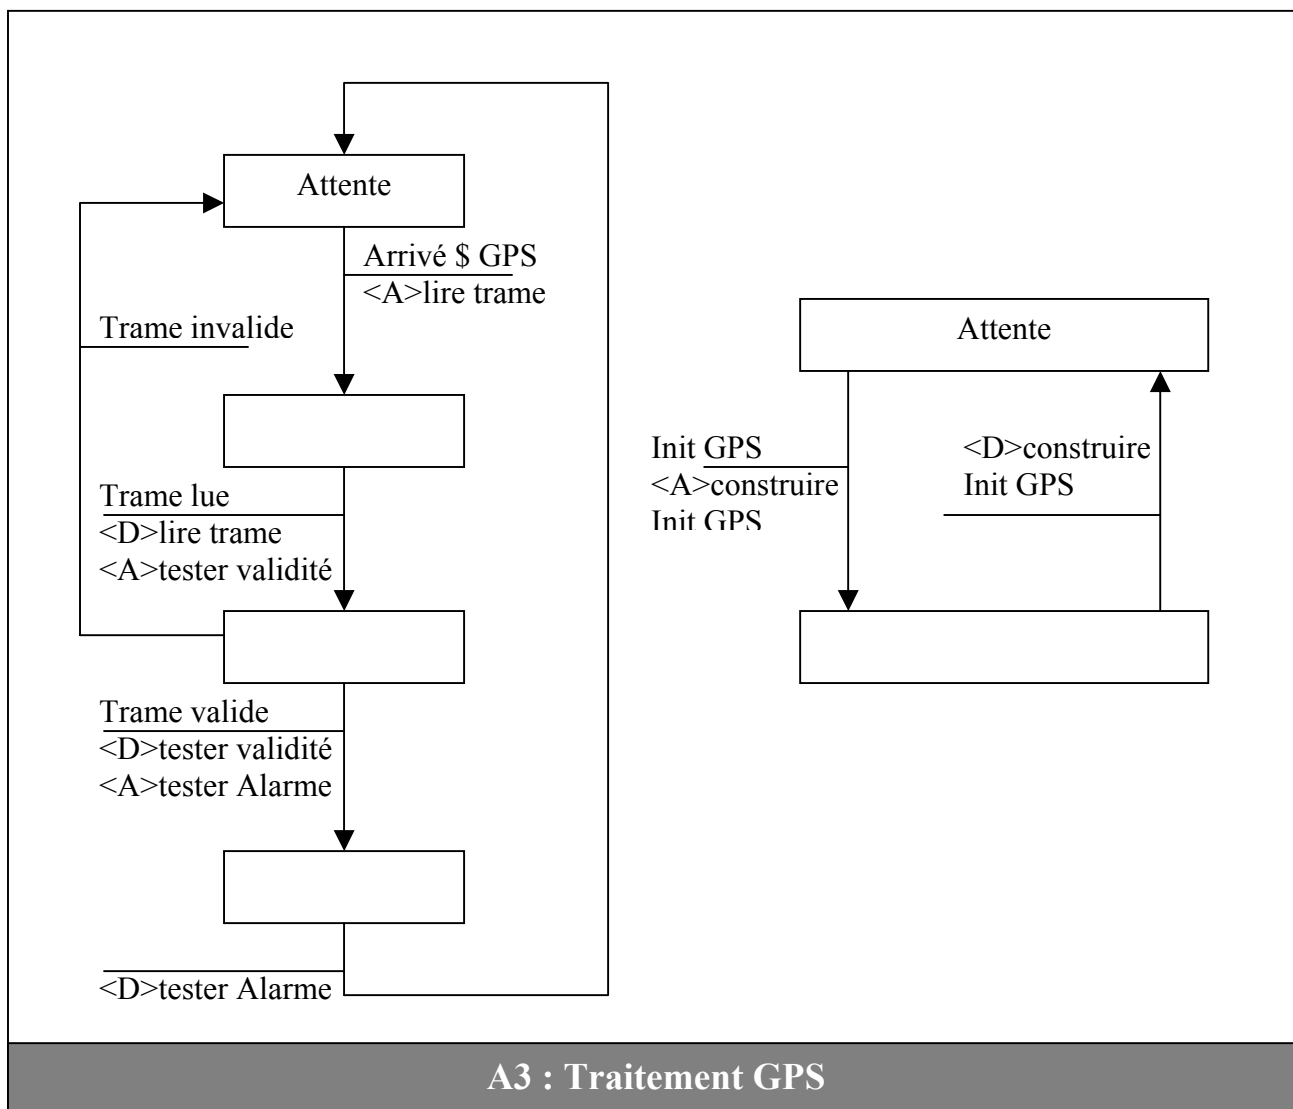 Attente
Arrivé $ GPS
<A>lire trame
Trame invalide
Trame lue
<D>lire trame
<A>tester validité
Trame valide
<D>tester validité
<A>tester Alarme
<D>tester Alarme
Attente
Init GPS
<A>construire
Init GPS
<D>construire
Init GPS
A3 : Traitement GPS